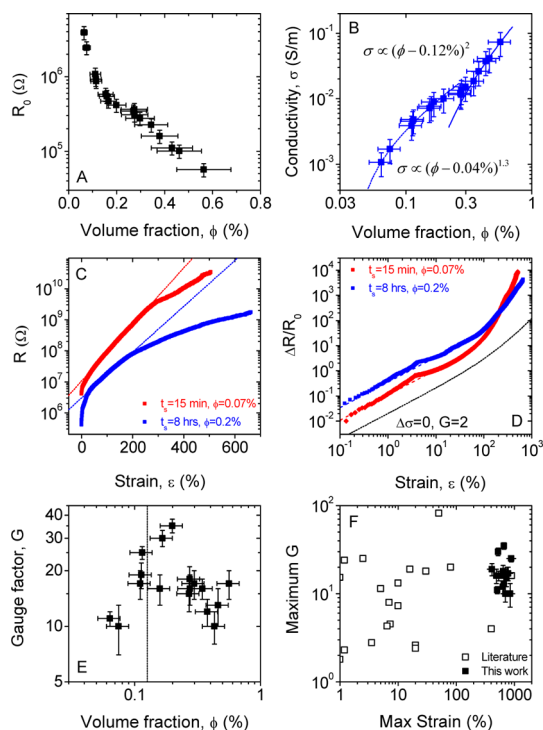 R₀ (Ω)
10⁶
10⁵
0.0 0.2 0.4 0.6 0.8
A
Volume fraction, ϕ (%)
Conductivity, σ (S/m)
10⁻¹
10⁻²
10⁻³
0.03 0.1 1
B
σ ∝ (ϕ − 0.12%)²
σ ∝ (ϕ − 0.04%)¹·³
Volume fraction, ϕ (%)
R (Ω)
10¹⁰
10⁹
10⁸
10⁷
10⁶
0 200 400 600
C
tₛ=15 min, ϕ=0.07%
tₛ=8 hrs, ϕ=0.2%
Strain, ε (%)
ΔR/R₀
10⁵
10⁴
10³
10²
10¹
10⁰
10⁻¹
10⁻²
10⁻¹ 10⁰ 10¹ 10² 10³
tₛ=15 min, ϕ=0.07%
tₛ=8 hrs, ϕ=0.2%
Δσ=0, G=2
D
Strain, ε (%)
Gauge factor, G
40
30
20
10
5
0.1 1
E
Volume fraction, ϕ (%)
Maximum G
10²
10¹
10⁰
10⁰ 10¹ 10² 10³
F
Literature
This work
Max Strain (%)